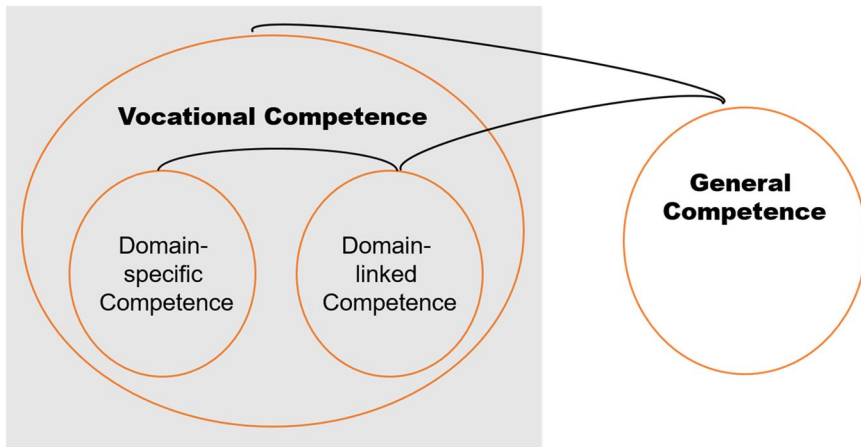 Vocational Competence
Domain-
specific
Competence
Domain-
linked
Competence
General
Competence